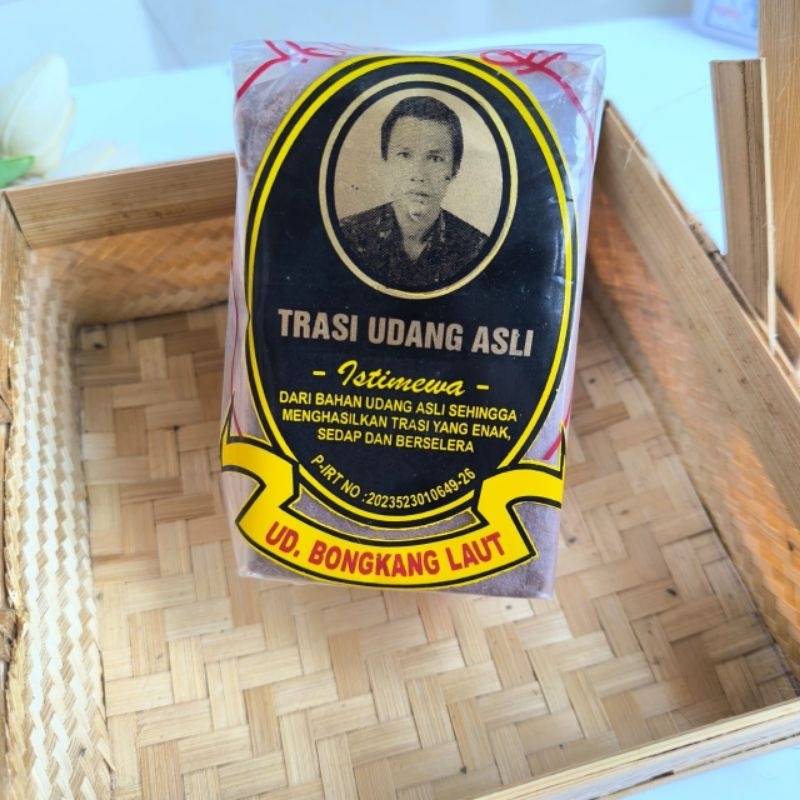 TRASI UDANG ASLI
- Istimewa -
DARI BAHAN UDANG ASLI SEHINGGA
MENGHASILKAN TRASI YANG ENAK,
SEDAP DAN BERSELERA
P-IRT NO :2023523010649-26
UD. BONGKANG LAUT